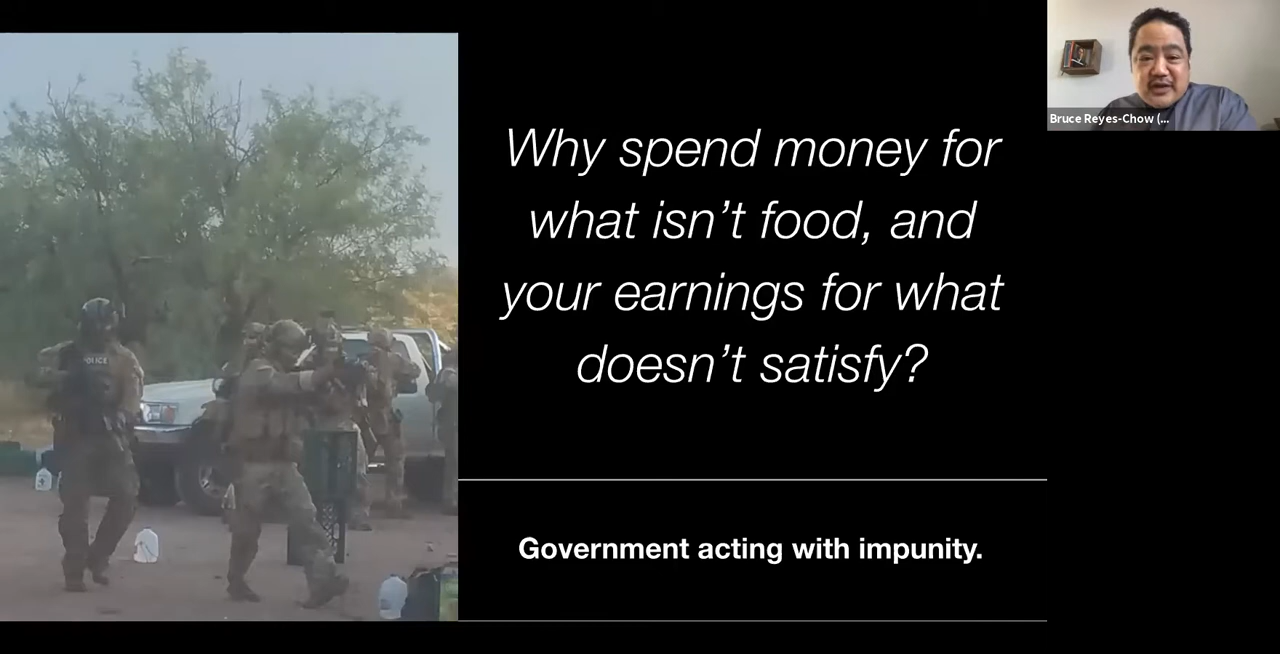 Why spend money for
what isn’t food, and
your earnings for what
doesn’t satisfy?
Government acting with impunity.
Bruce Reyes-Chow (...
POLICE